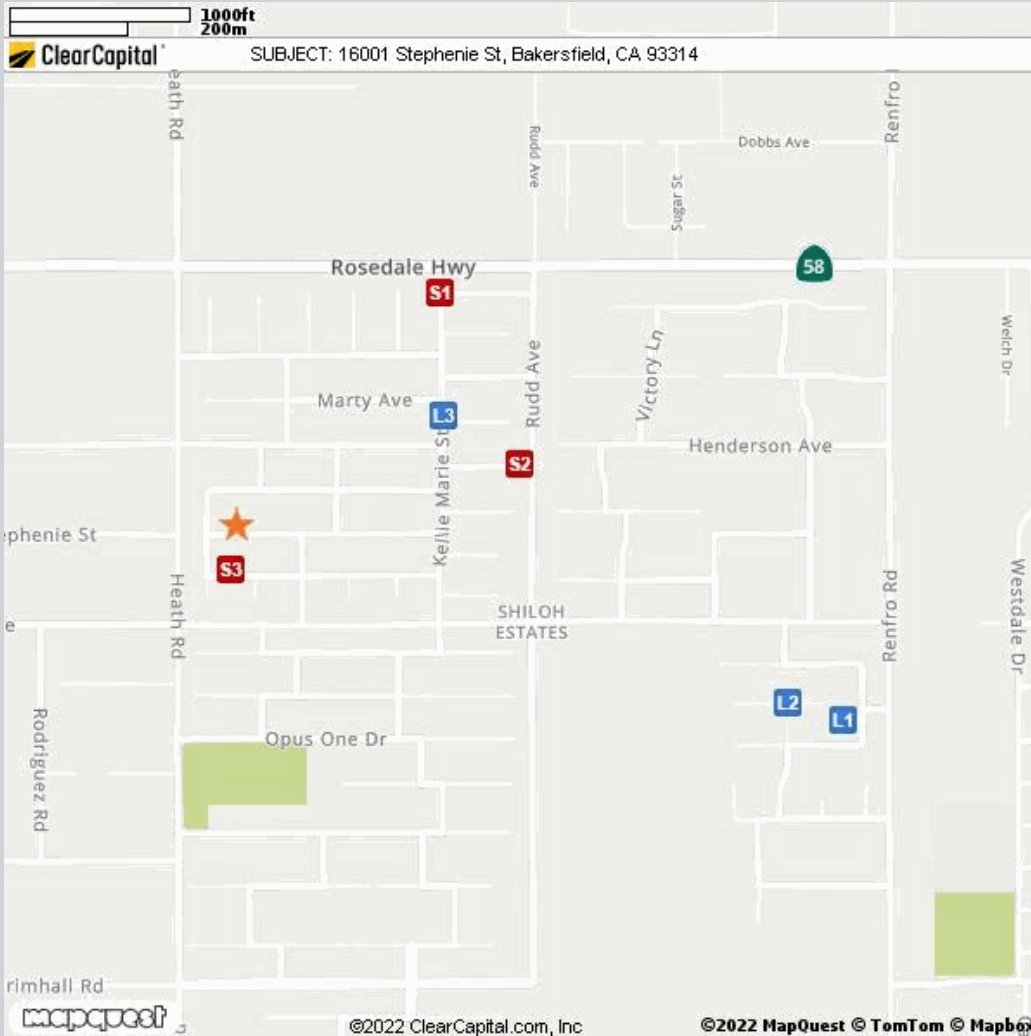 1000ft
200m
ClearCapital
SUBJECT: 16001 Stephenie St, Bakersfield, CA 93314
eath Rd
Renfro
Rudd Ave
Dobbs Ave
Sugar St
Rosedale Hwy
58
S1
Welch Dr
Rudd Ave
Victory Ln
Marty Ave
L3
Henderson Ave
Kellie Marie St
S2
ephenie St
S3
Heath Rd
SHILOH
ESTATES
Renfro Rd
Westdale Dr
e
L2
L1
Rodriguez Rd
Opus One Dr
rimhall Rd
mapquest
©2022 ClearCapital.com, Inc
©2022 MapQuest © TomTom © Mapbo